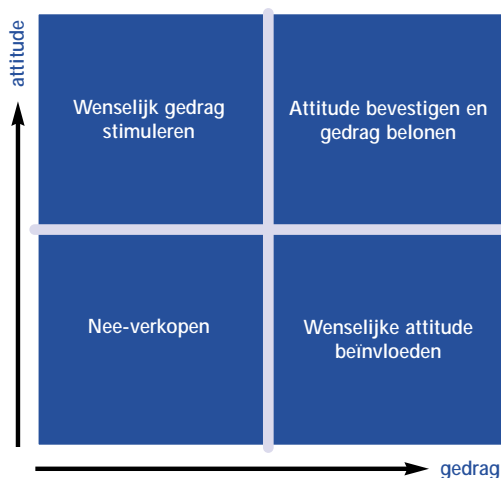 attitude
Wenselijk gedrag
stimuleren
Attitude bevestigen en
gedrag belonen
Nee-verkopen
Wenselijke attitude
beïnvloeden
gedrag